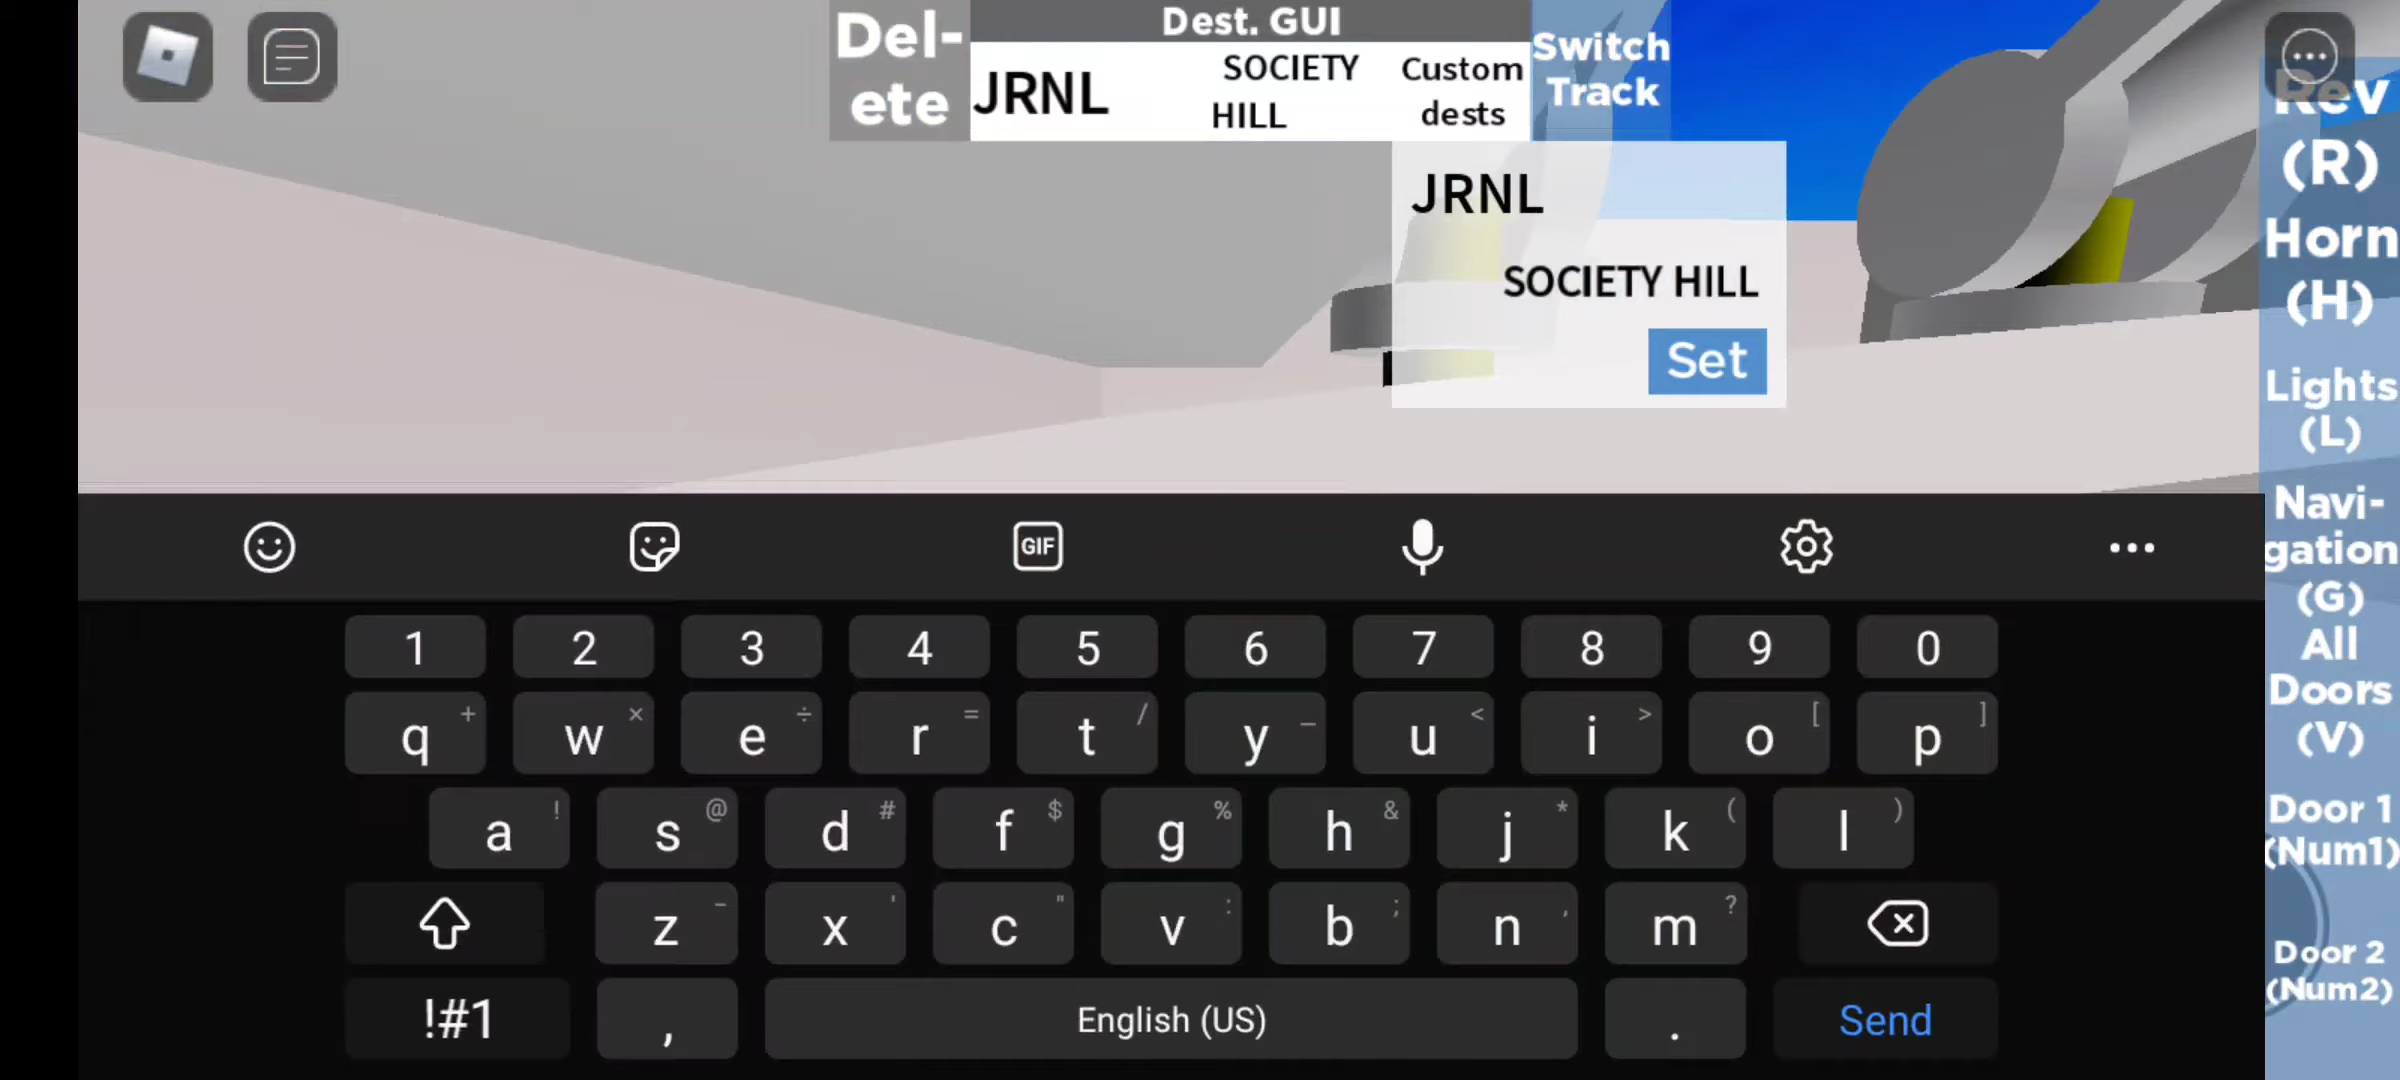 Del-
ete
Dest. GUI
JRNL
SOCIETY
HILL
Custom
dests
Switch
Track
JRNL
SOCIETY HILL
Set
Rev
(R)
Horn
(H)
Lights
(L)
Navi-
gation
(G)
All
Doors
(V)
Door 1
(Num1)
Door 2
(Num2)
GIF
1 2 3 4 5 6 7 8 9 0
q + w × e ÷ r = t / y _ u < i > o [ p ]
a ! s @ d # f $ g % h & j * k ( l )
z - x ' c " v : b ; n , m ?
!#1 , English (US) . Send